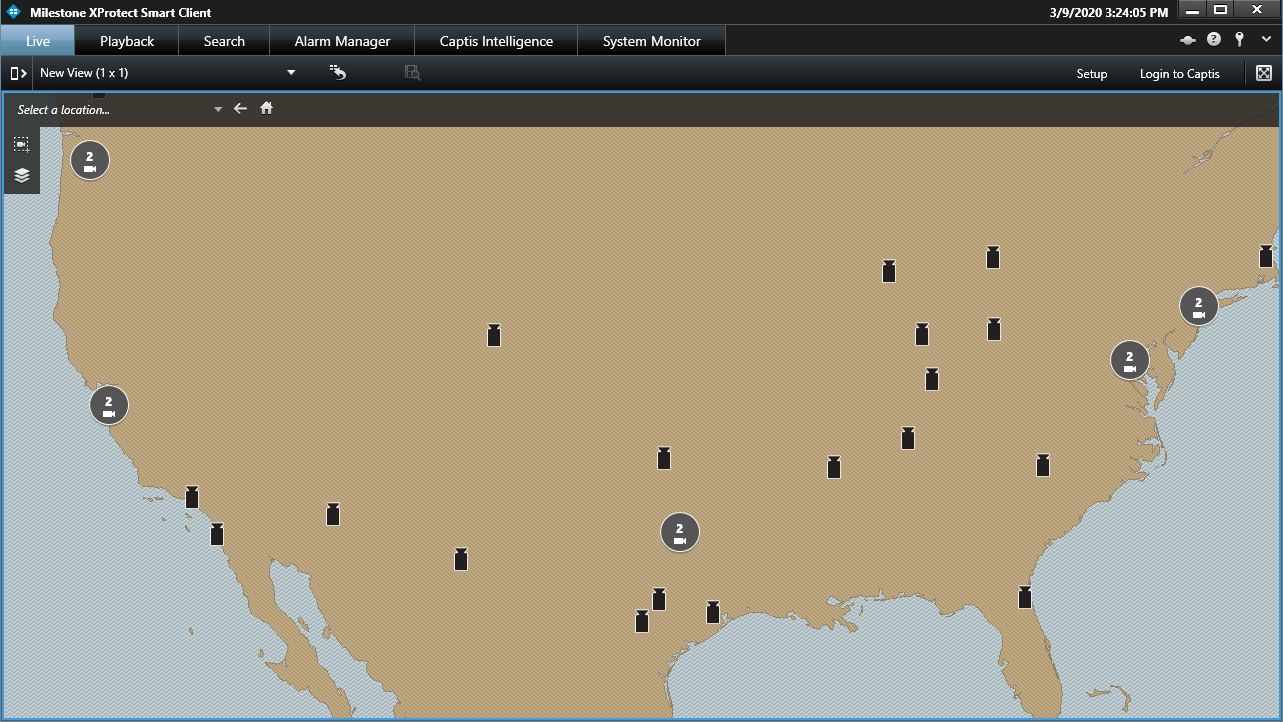 Milestone XProtect Smart Client
3/9/2020 3:24:05 PM
Live
Playback
Search
Alarm Manager
Captis Intelligence
System Monitor
?
New View (1 x 1)
Setup
Login to Captis
Select a location...
2
2
2
2
2